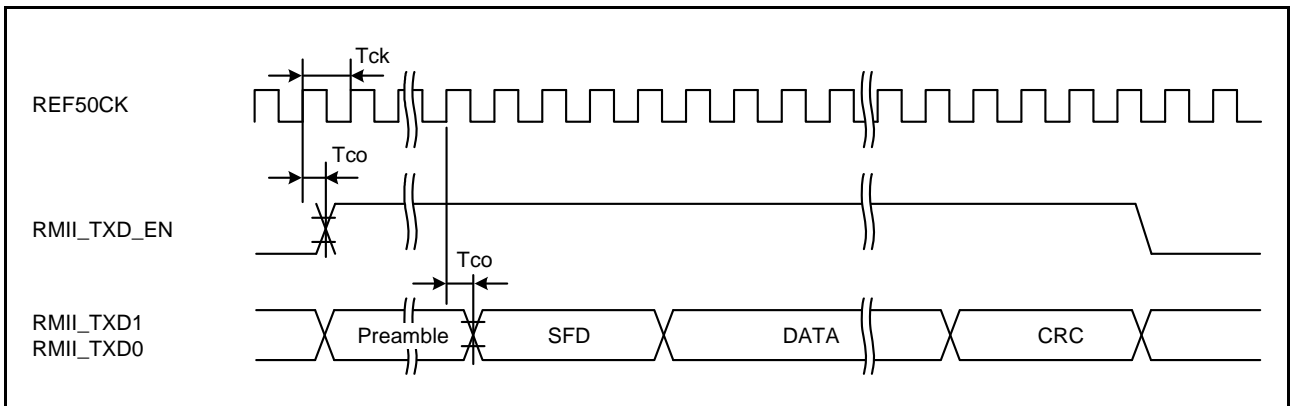 Tck
REF50CK
Tco
RMII_TXD_EN
Tco
RMII_TXD1
RMII_TXD0
Preamble
SFD
DATA
CRC